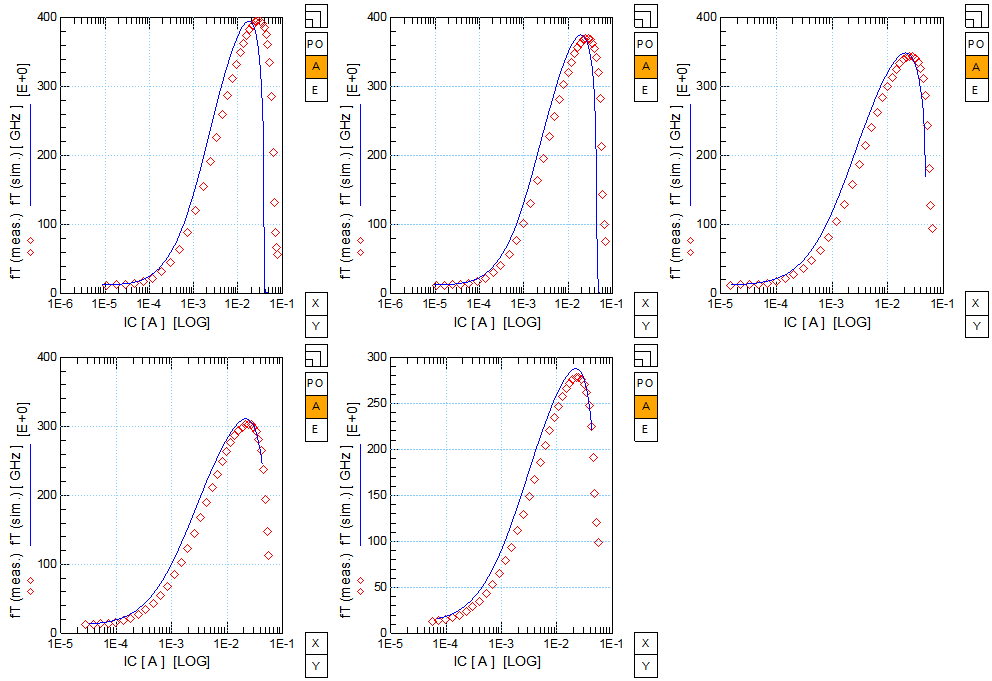 fT (meas.) fT (sim.) [ GHz ] [E+0]
400
300
200
100
0
1E-6 1E-5 1E-4 1E-3 1E-2 1E-1
IC [ A ] [LOG]
PO
A
E
X
Y
fT (meas.) fT (sim.) [ GHz ] [E+0]
400
300
200
100
0
1E-6 1E-5 1E-4 1E-3 1E-2 1E-1
IC [ A ] [LOG]
PO
A
E
X
Y
fT (meas.) fT (sim.) [ GHz ] [E+0]
400
300
200
100
0
1E-5 1E-4 1E-3 1E-2 1E-1
IC [ A ] [LOG]
PO
A
E
X
Y
fT (meas.) fT (sim.) [ GHz ] [E+0]
400
300
200
100
0
1E-5 1E-4 1E-3 1E-2 1E-1
IC [ A ] [LOG]
PO
A
E
X
Y
fT (meas.) fT (sim.) [ GHz ] [E+0]
300
250
200
150
100
50
0
1E-5 1E-4 1E-3 1E-2 1E-1
IC [ A ] [LOG]
PO
A
E
X
Y